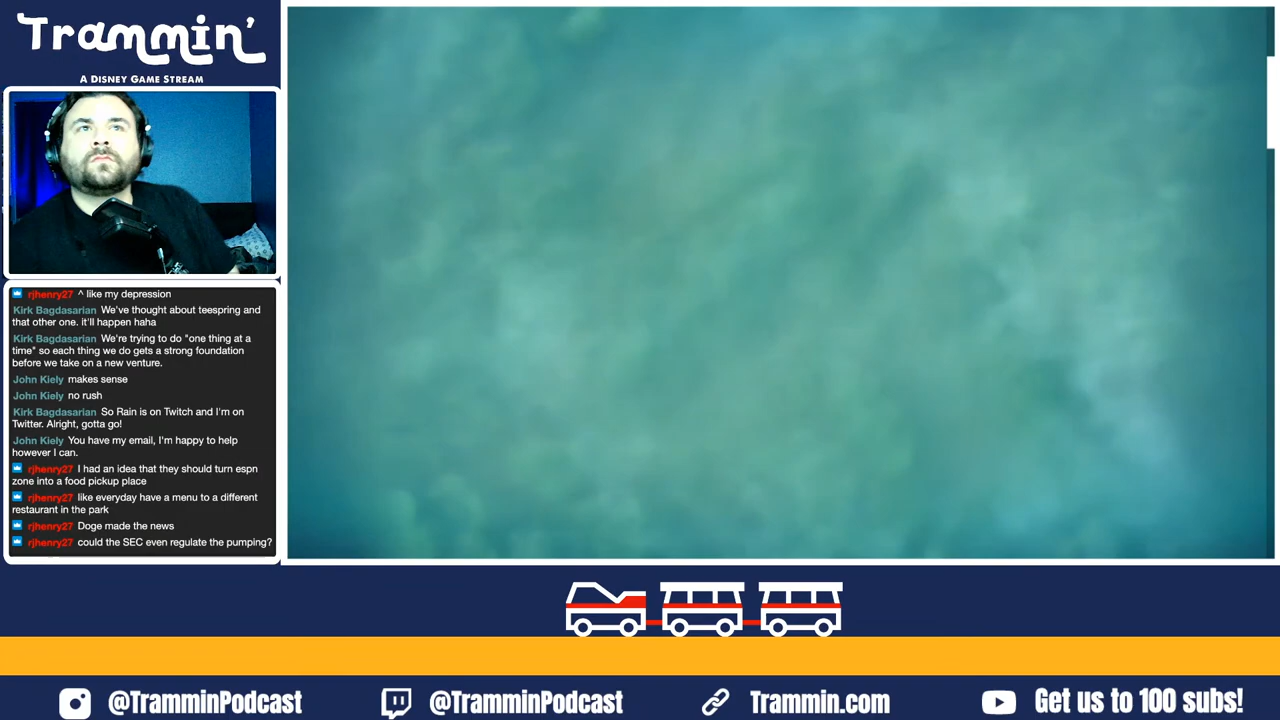 Trammin'
A DISNEY GAME STREAM
rjhenry27 ^ like my depression
Kirk Bagdasarian We've thought about teespring and
that other one. it'll happen haha
Kirk Bagdasarian We're trying to do "one thing at a
time" so each thing we do gets a strong foundation
before we take on a new venture.
John Kiely makes sense
John Kiely no rush
Kirk Bagdasarian So Rain is on Twitch and I'm on
Twitter. Alright, gotta go!
John Kiely You have my email, I'm happy to help
however I can.
rjhenry27 I had an idea that they should turn espn
zone into a food pickup place
rjhenry27 like everyday have a menu to a different
restaurant in the park
rjhenry27 Doge made the news
rjhenry27 could the SEC even regulate the pumping?
@TramminPodcast @TramminPodcast Trammin.com Get us to 100 subs!